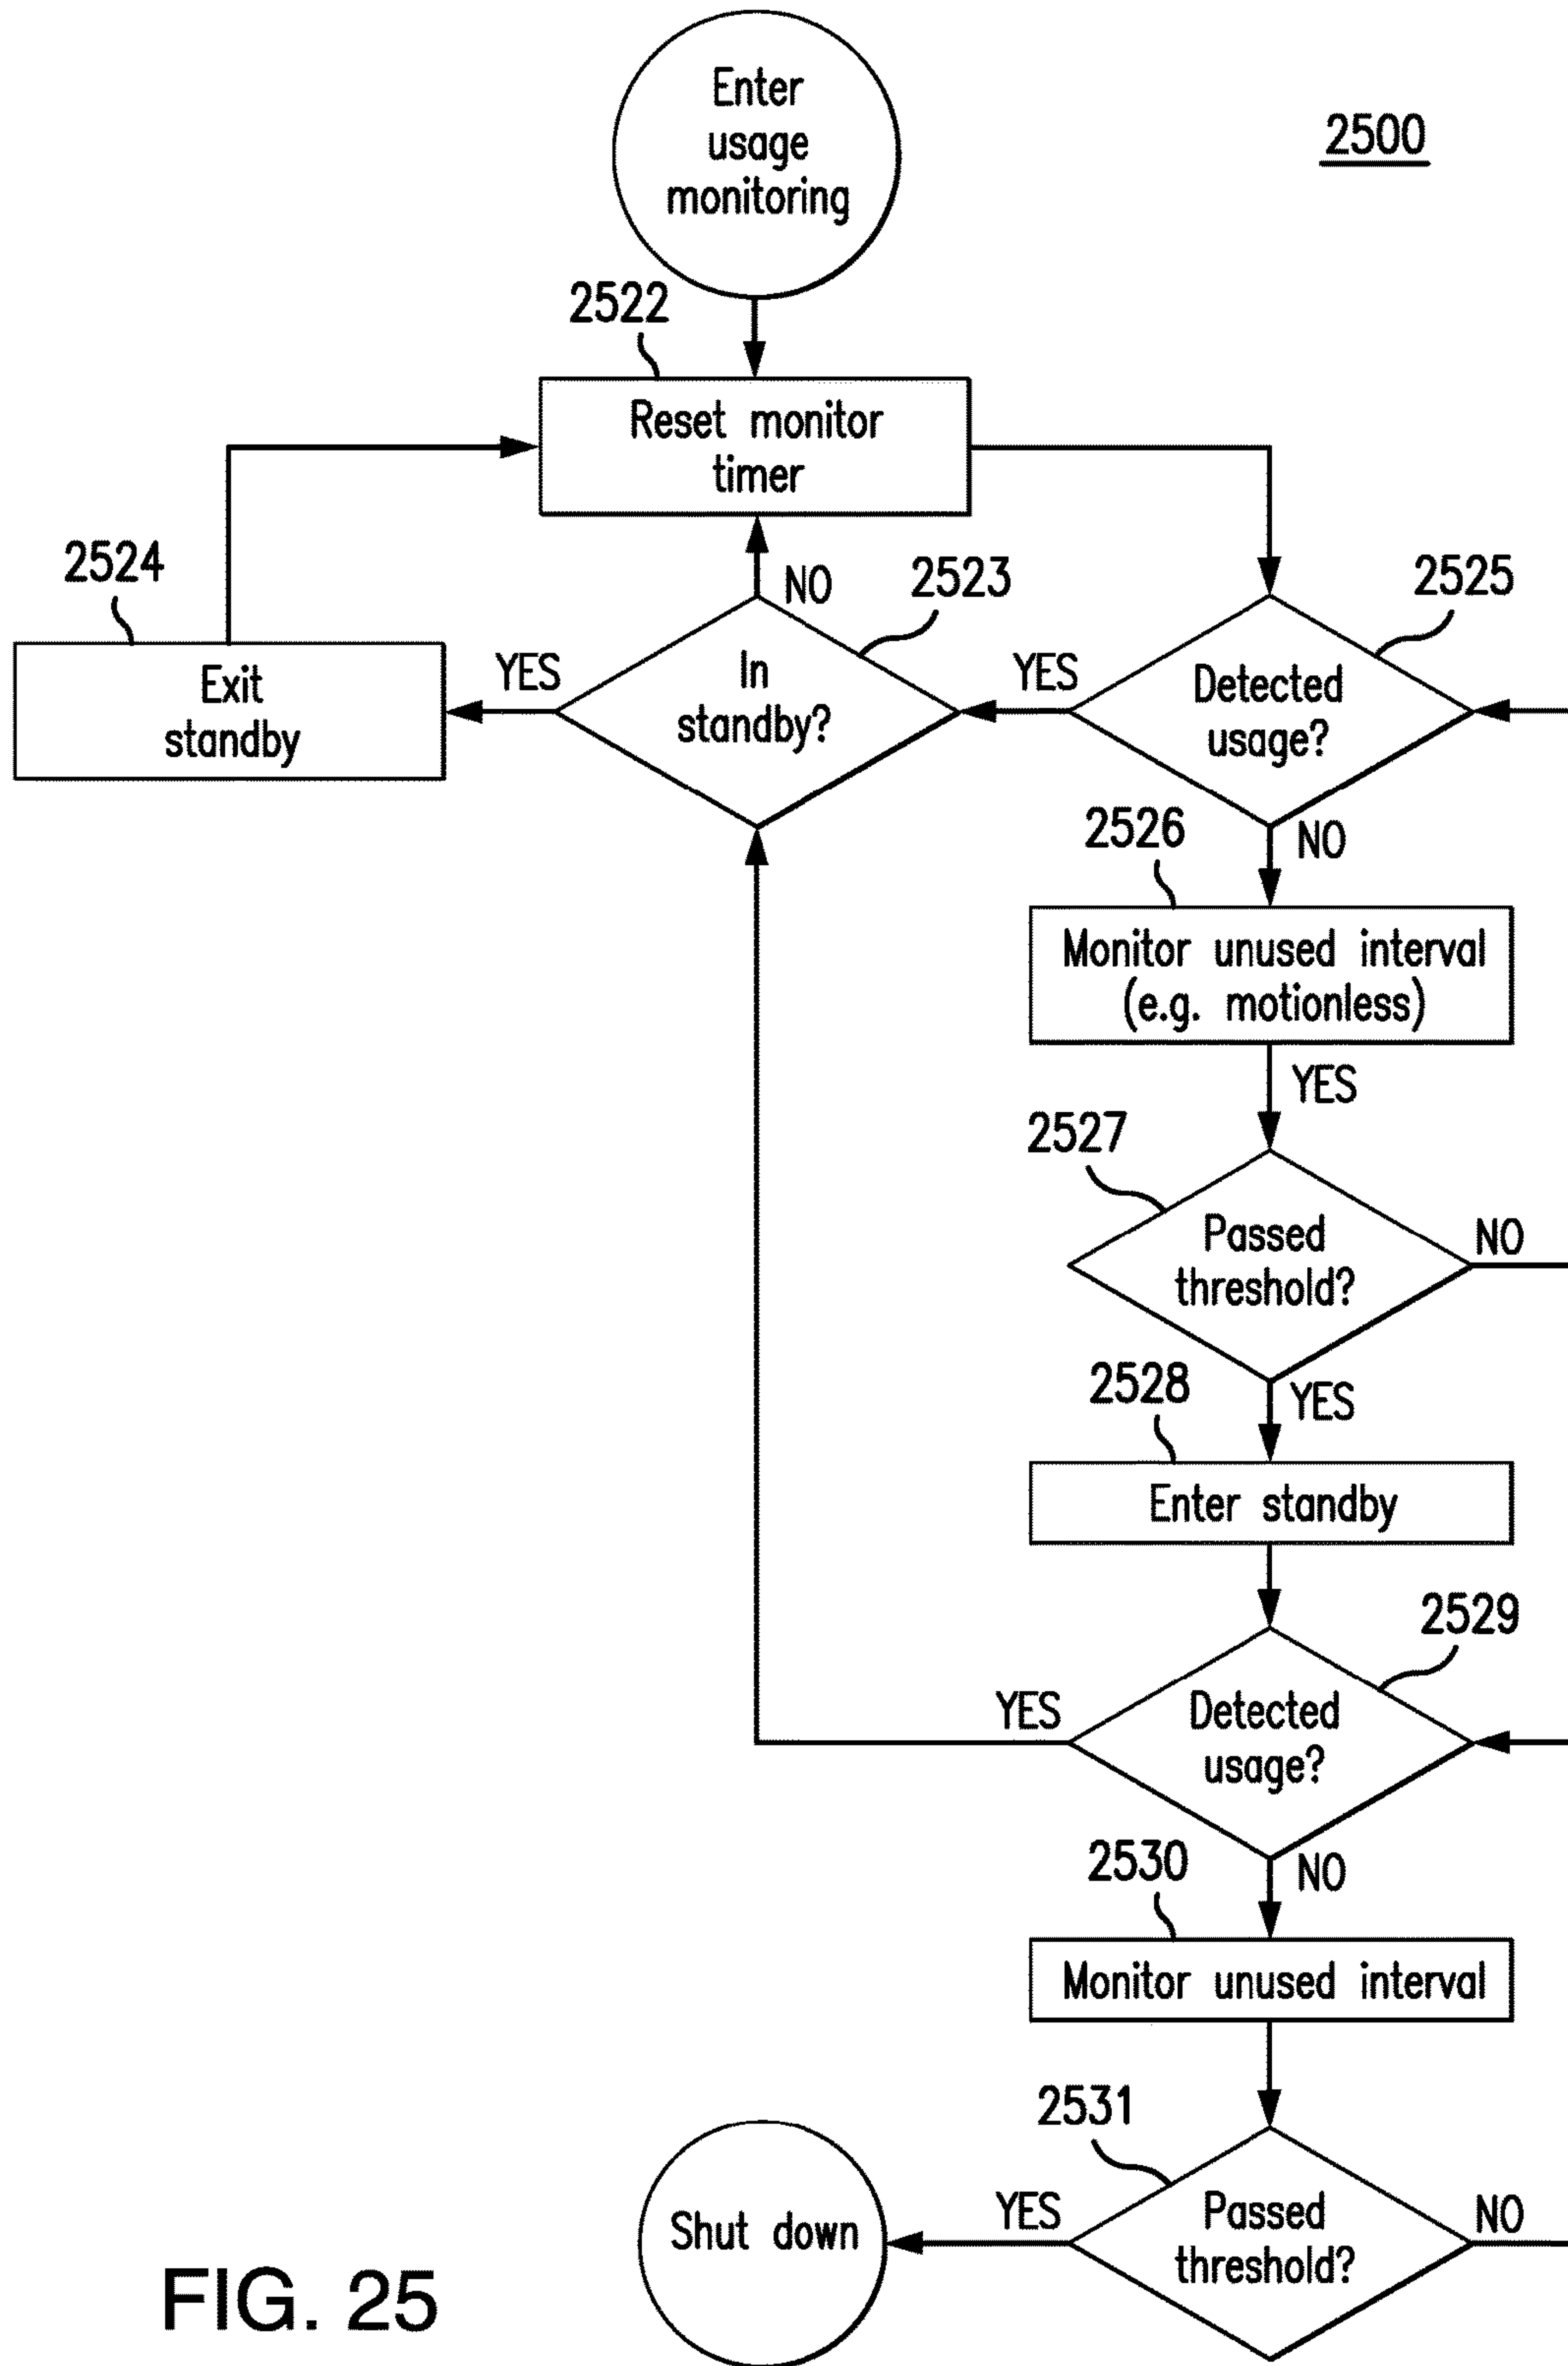 Enter
usage
monitoring
2500
2522
Reset monitor
timer
2524
NO
2523
2525
Exit
standby
YES
In
standby?
YES
Detected
usage?
2526
NO
Monitor unused interval
(e.g. motionless)
YES
2527
Passed
threshold?
NO
2528
YES
Enter standby
2529
YES
Detected
usage?
2530
NO
Monitor unused interval
2531
Shut down
YES
Passed
threshold?
NO
FIG. 25